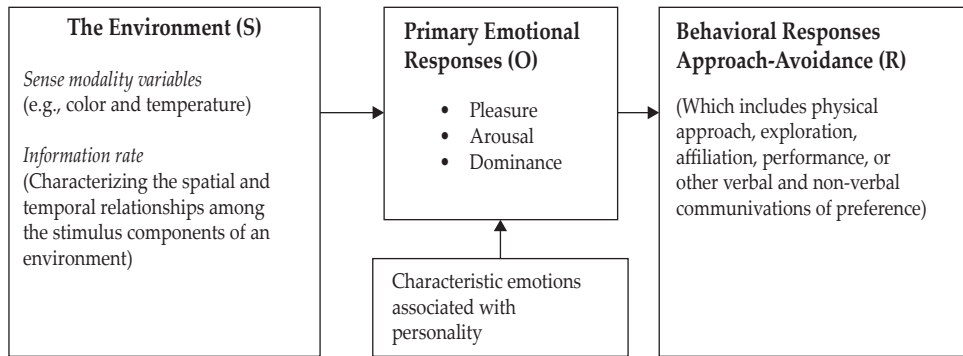 The Environment (S)
Sense modality variables
(e.g., color and temperature)
Information rate
(Characterizing the spatial and
temporal relationships among
the stimulus components of an
environment)
Primary Emotional
Responses (O)
• Pleasure
• Arousal
• Dominance
Characteristic emotions
associated with
personality
Behavioral Responses
Approach-Avoidance (R)
(Which includes physical
approach, exploration,
affiliation, performance, or
other verbal and non-verbal
communivations of preference)